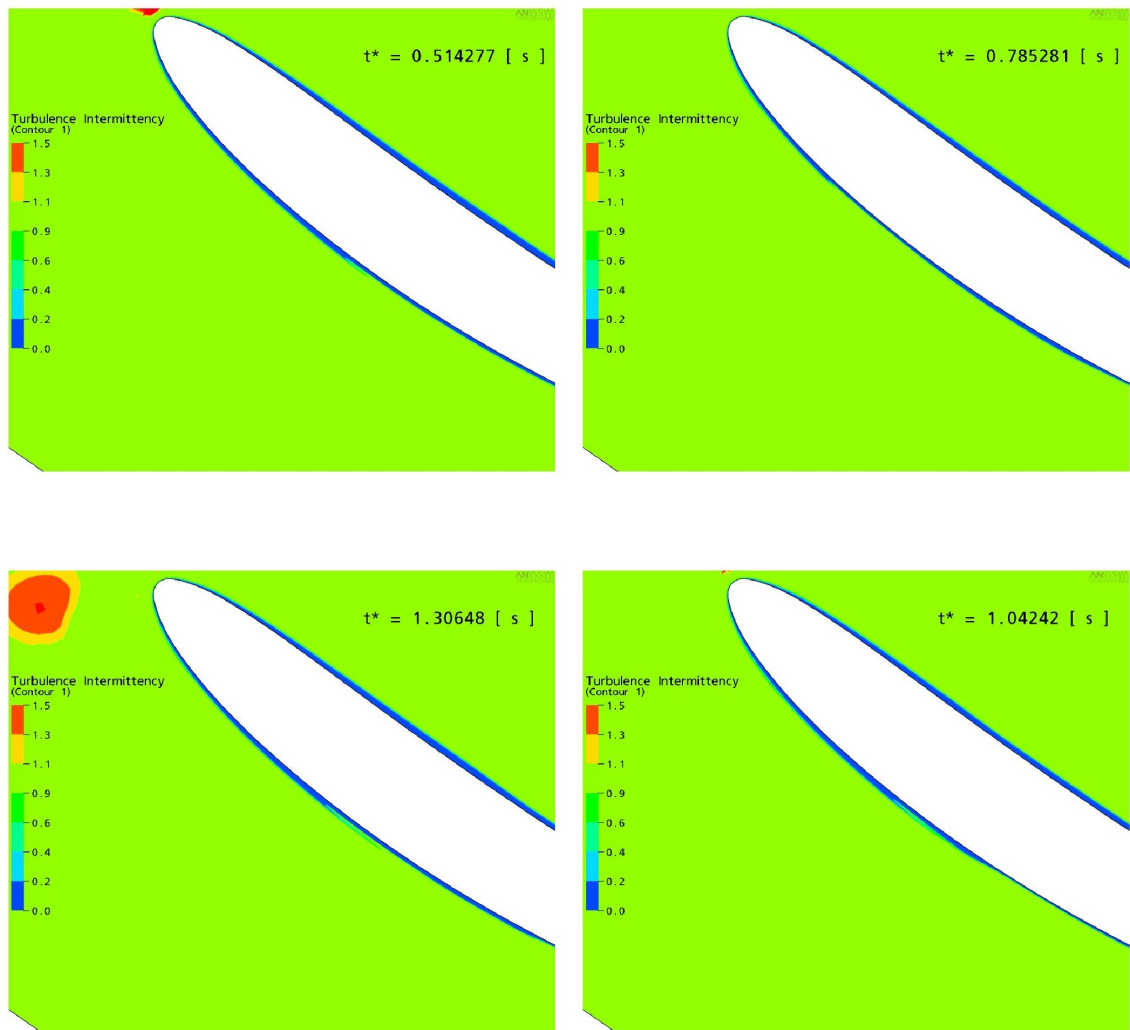 t* = 0.514277 [ s ]
Turbulence Intermittency
(Contour 1)
1.5
1.3
1.1
0.9
0.6
0.4
0.2
0.0
t* = 0.785281 [ s ]
Turbulence Intermittency
(Contour 1)
1.5
1.3
1.1
0.9
0.6
0.4
0.2
0.0
t* = 1.30648 [ s ]
Turbulence Intermittency
(Contour 1)
1.5
1.3
1.1
0.9
0.6
0.4
0.2
0.0
t* = 1.04242 [ s ]
Turbulence Intermittency
(Contour 1)
1.5
1.3
1.1
0.9
0.6
0.4
0.2
0.0